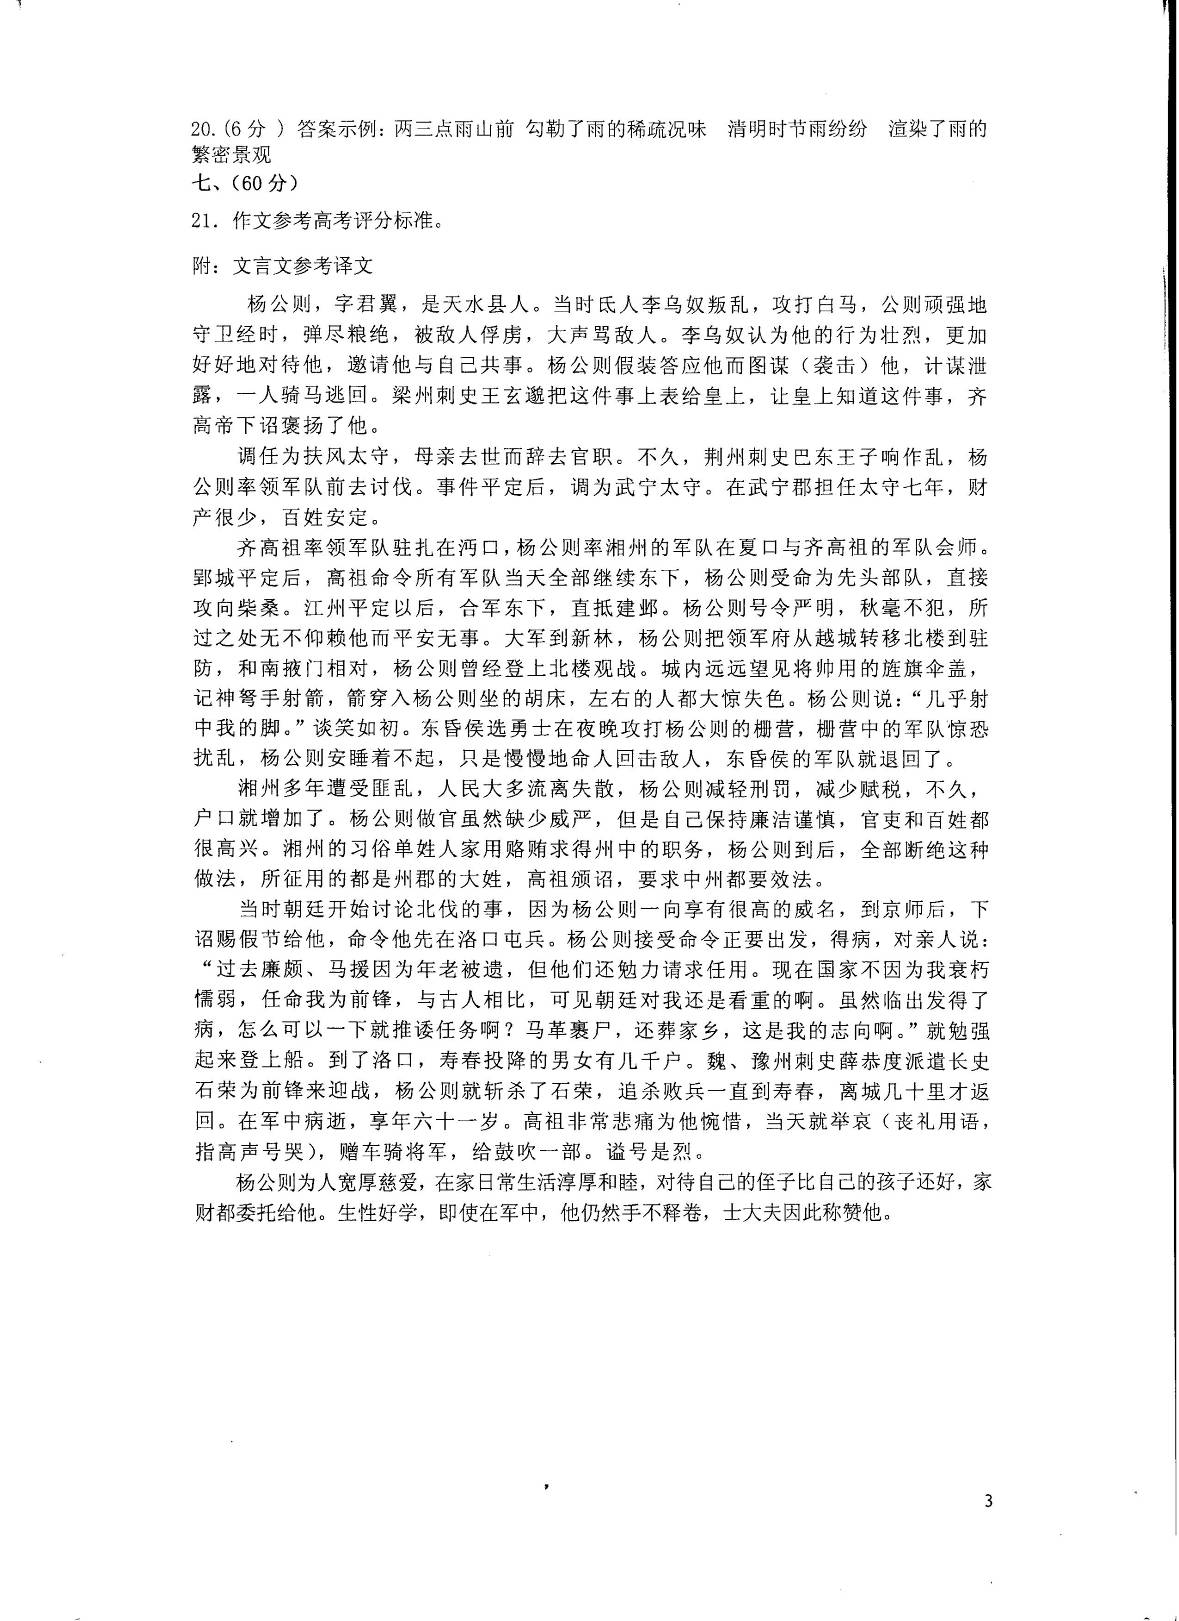 20.(6 分 ) 答案示例：两三点雨山前 勾勒了雨的稀疏况味 清明时节雨纷纷 渲染了雨的
繁密景观
七、（60 分）
21．作文参考高考评分标准。
附：文言文参考译文
杨公则，字君翼，是天水县人。当时氐人李乌奴叛乱，攻打白马，公则顽强地
守卫经时，弹尽粮绝，被敌人俘虏，大声骂敌人。李乌奴认为他的行为壮烈，更加
好好地对待他，邀请他与自己共事。杨公则假装答应他而图谋（袭击）他，计谋泄
露，一人骑马逃回。梁州刺史王玄邈把这件事上表给皇上，让皇上知道这件事，齐
高帝下诏褒扬了他。
调任为扶风太守，母亲去世而辞去官职。不久，荆州刺史巴东王子响作乱，杨
公则率领军队前去讨伐。事件平定后，调为武宁太守。在武宁郡担任太守七年，财
产很少，百姓安定。
齐高祖率领军队驻扎在沔口，杨公则率湘州的军队在夏口与齐高祖的军队会师。
郢城平定后，高祖命令所有军队当天全部继续东下，杨公则受命为先头部队，直接
攻向柴桑。江州平定以后，合军东下，直抵建邺。杨公则号令严明，秋毫不犯，所
过之处无不仰赖他而平安无事。大军到新林，杨公则把领军府从越城转移北楼到驻
防，和南掖门相对，杨公则曾经登上北楼观战。城内远远望见将帅用的旌旗伞盖，
记神弩手射箭，箭穿入杨公则坐的胡床，左右的人都大惊失色。杨公则说：“几乎射
中我的脚。”谈笑如初。东昏侯选勇士在夜晚攻打杨公则的栅营，栅营中的军队惊恐
扰乱，杨公则安睡着不起，只是慢慢地命人回击敌人，东昏侯的军队就退回了。
湘州多年遭受匪乱，人民大多流离失散，杨公则减轻刑罚，减少赋税，不久，
户口就增加了。杨公则做官虽然缺少威严，但是自己保持廉洁谨慎，官吏和百姓都
很高兴。湘州的习俗单姓人家用赂贿求得州中的职务，杨公则到后，全部断绝这种
做法，所征用的都是州郡的大姓，高祖颁诏，要求中州都要效法。
当时朝廷开始讨论北伐的事，因为杨公则一向享有很高的威名，到京师后，下
诏赐假节给他，命令他先在洛口屯兵。杨公则接受命令正要出发，得病，对亲人说：
“过去廉颇、马援因为年老被遗，但他们还勉力请求任用。现在国家不因为我衰朽
懦弱，任命我为前锋，与古人相比，可见朝廷对我还是看重的啊。虽然临出发得了
病，怎么可以一下就推诿任务啊？马革裹尸，还葬家乡，这是我的志向啊。”就勉强
起来登上船。到了洛口，寿春投降的男女有几千户。魏、豫州刺史薛恭度派遣长史
石荣为前锋来迎战，杨公则就斩杀了石荣，追杀败兵一直到寿春，离城几十里才返
回。在军中病逝，享年六十一岁。高祖非常悲痛为他惋惜，当天就举哀（丧礼用语，
指高声号哭），赠车骑将军，给鼓吹一部。谥号是烈。
杨公则为人宽厚慈爱，在家日常生活淳厚和睦，对待自己的侄子比自己的孩子还好，家
财都委托给他。生性好学，即使在军中，他仍然手不释卷，士大夫因此称赞他。
3